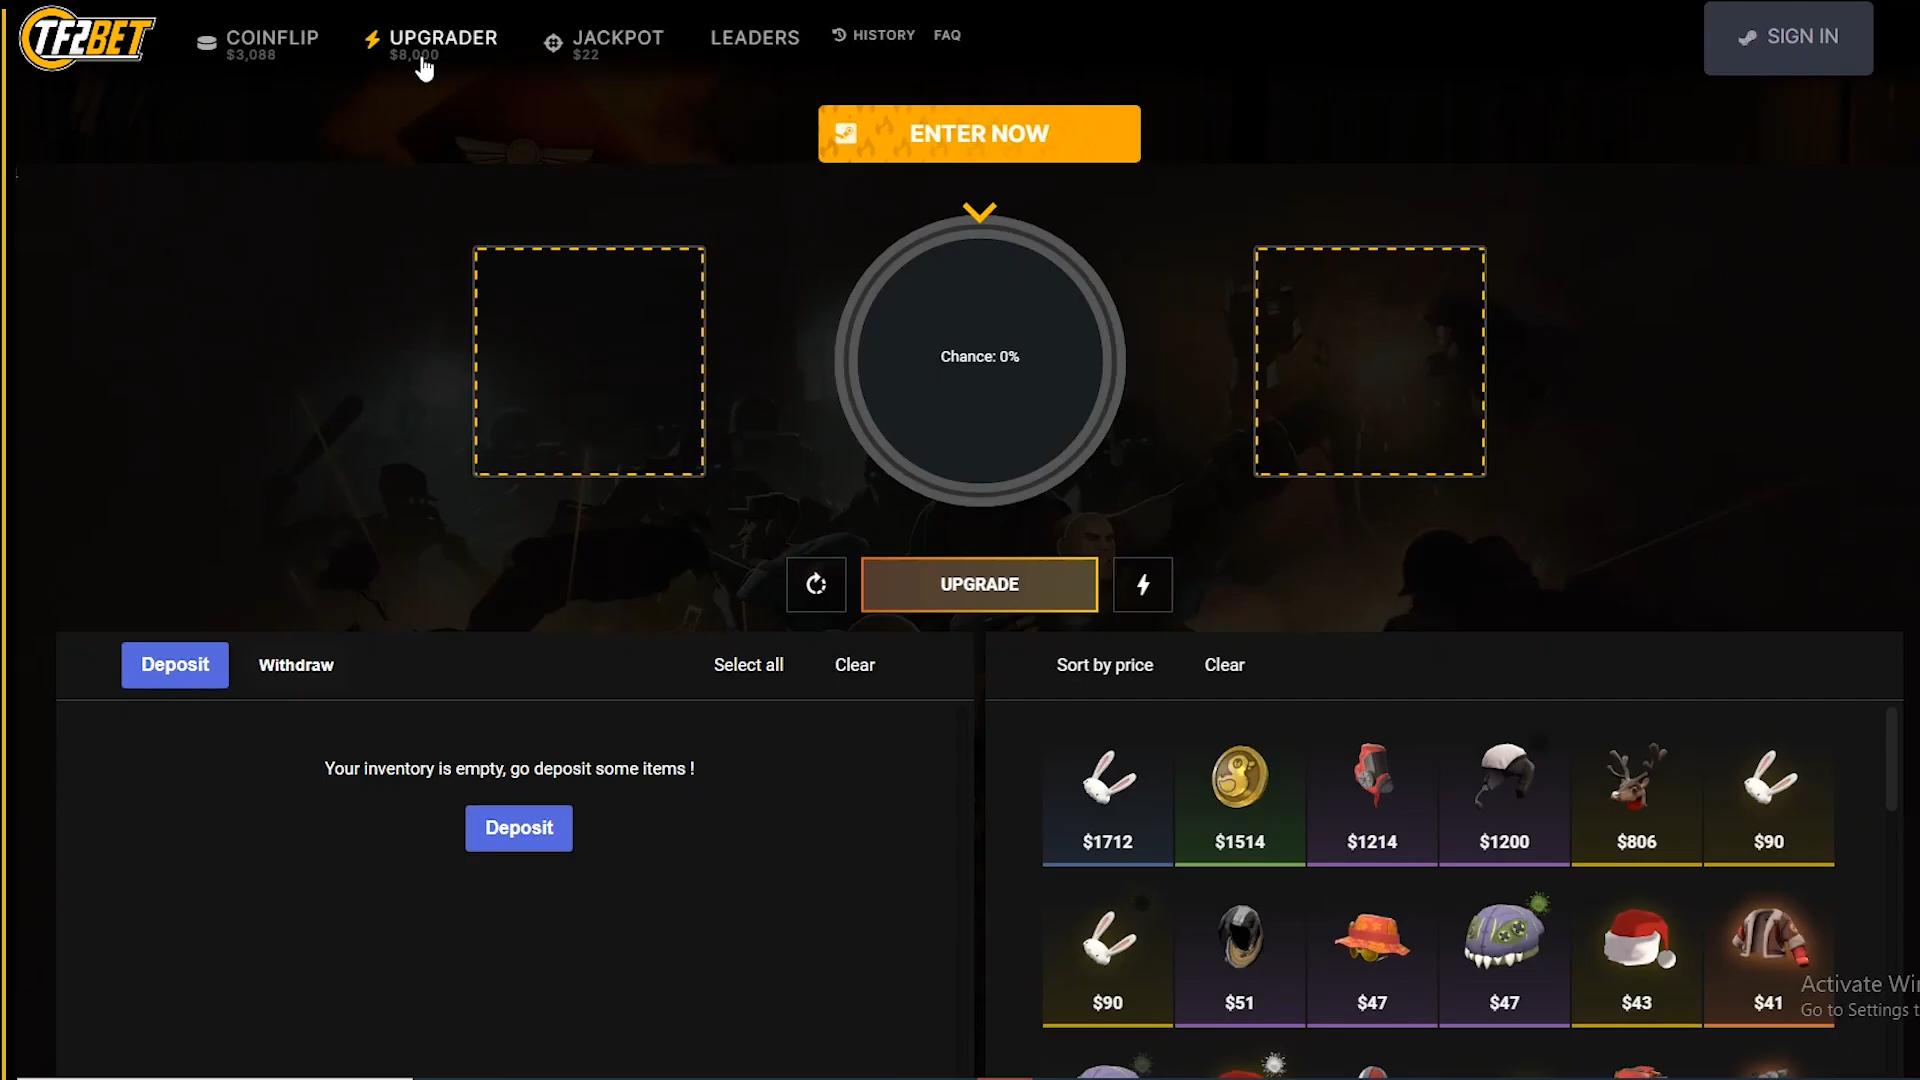 TF2BET
COINFLIP
$3,088
UPGRADER
$8,000
JACKPOT
$22
LEADERS
HISTORY
FAQ
SIGN IN
ENTER NOW
Chance: 0%
UPGRADE
Deposit
Withdraw
Select all
Clear
Sort by price
Clear
Your inventory is empty, go deposit some items !
Deposit
$1712
$1514
$1214
$1200
$806
$90
$90
$51
$47
$47
$43
$41
Activate Wi
Go to Settings t